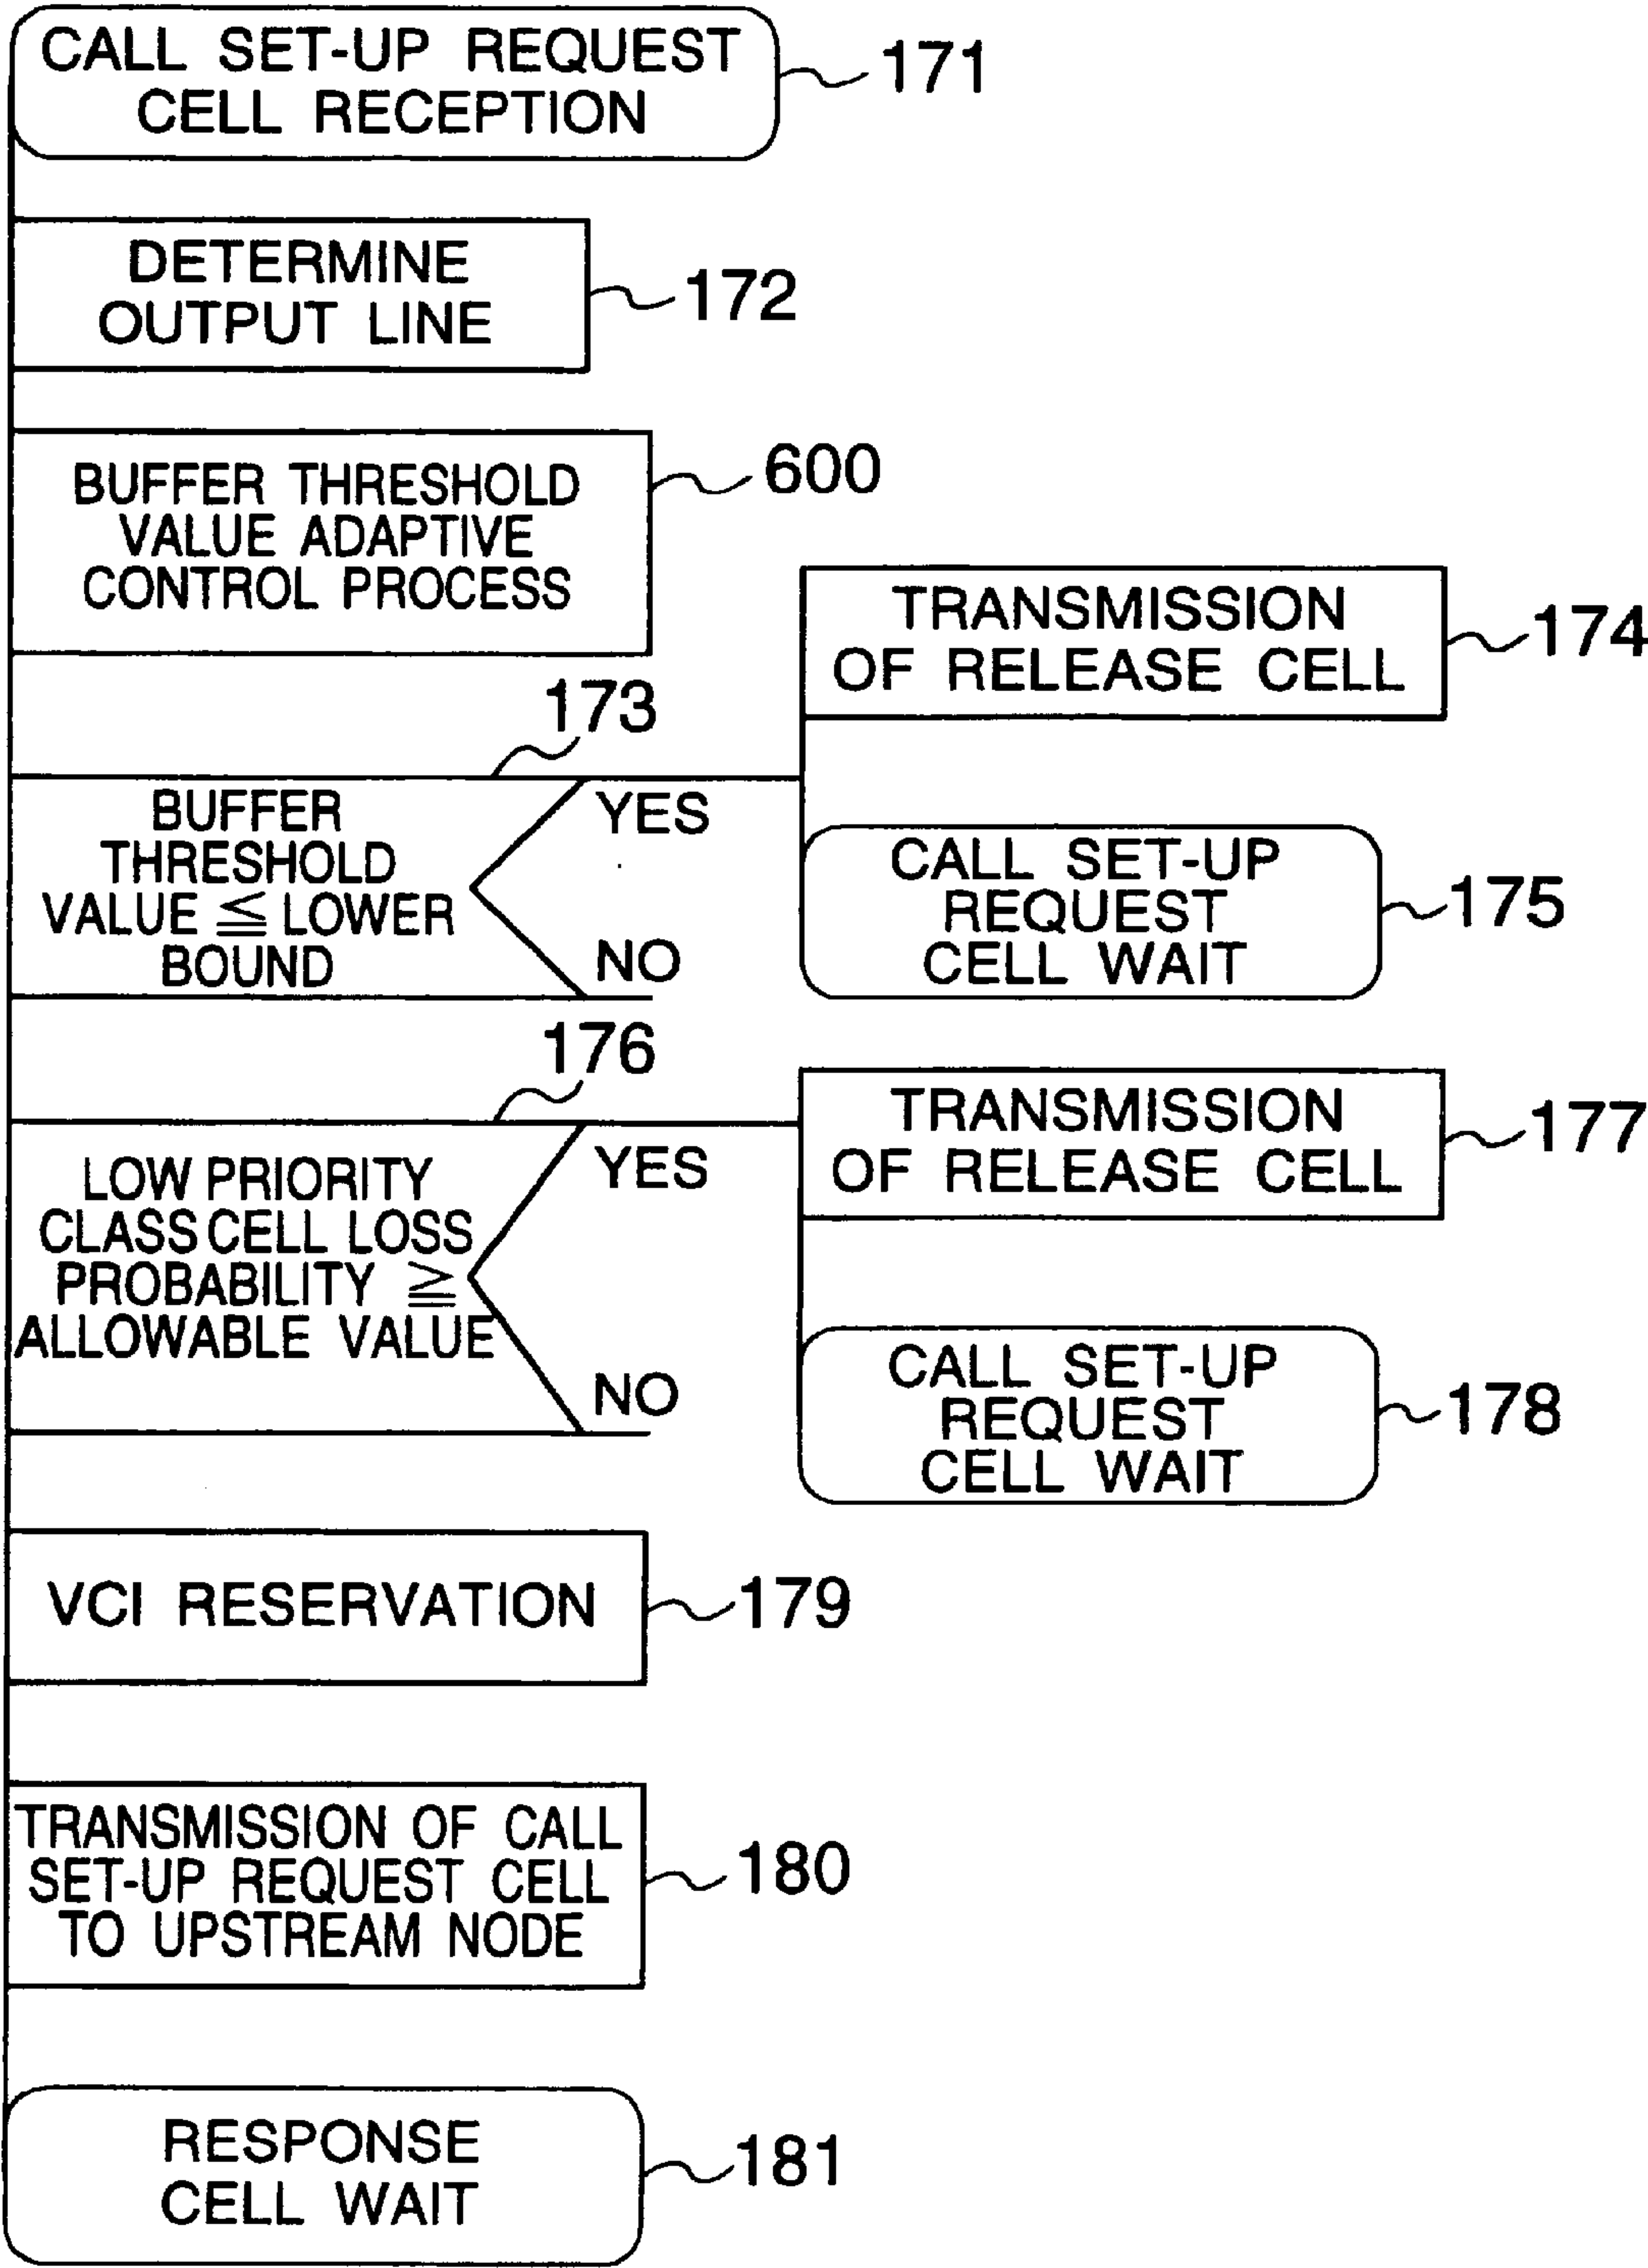 CALL SET-UP REQUEST
CELL RECEPTION
171
DETERMINE
OUTPUT LINE
172
BUFFER THRESHOLD
VALUE ADAPTIVE
CONTROL PROCESS
600
TRANSMISSION
OF RELEASE CELL
174
173
BUFFER
THRESHOLD
VALUE ≦ LOWER
BOUND
YES
NO
CALL SET-UP
REQUEST
CELL WAIT
175
176
LOW PRIORITY
CLASS CELL LOSS
PROBABILITY ≧
ALLOWABLE VALUE
YES
NO
TRANSMISSION
OF RELEASE CELL
177
CALL SET-UP
REQUEST
CELL WAIT
178
VCI RESERVATION
179
TRANSMISSION OF CALL
SET-UP REQUEST CELL
TO UPSTREAM NODE
180
RESPONSE
CELL WAIT
181